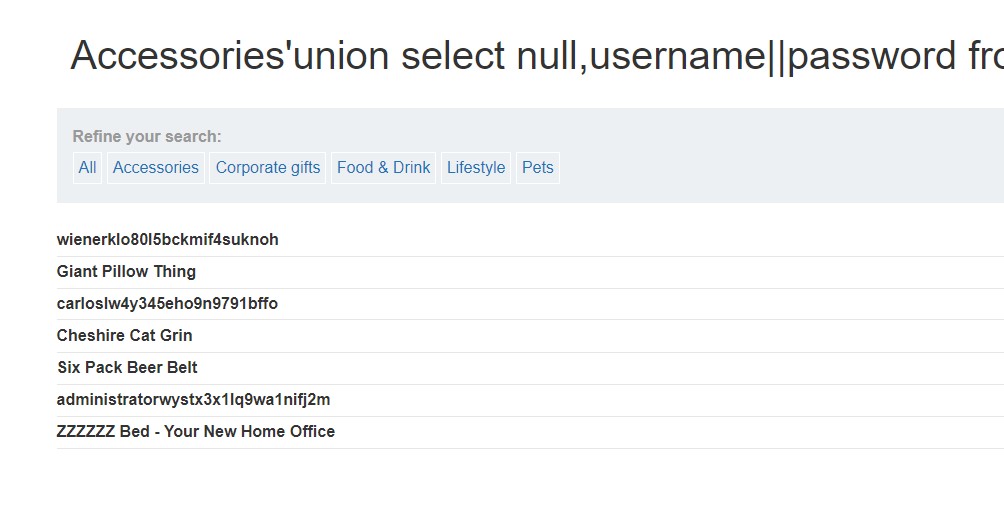 Accessories'union select null,username||password fro
Refine your search:
All Accessories Corporate gifts Food & Drink Lifestyle Pets
wienerklo80l5bckmif4suknoh
Giant Pillow Thing
carloslw4y345eho9n9791bffo
Cheshire Cat Grin
Six Pack Beer Belt
administratorwystx3x1lq9wa1nifj2m
ZZZZZZ Bed - Your New Home Office